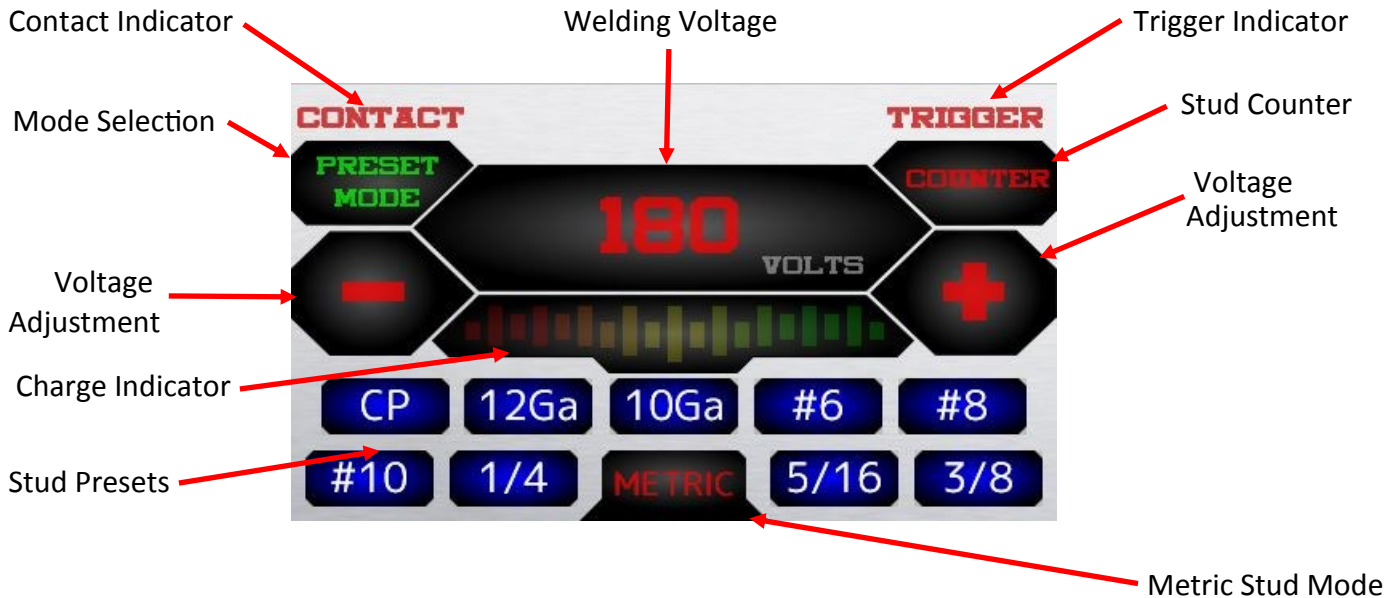 Contact Indicator
Welding Voltage
Trigger Indicator
CONTACT
TRIGGER
Mode Selection
Stud Counter
PRESET
MODE
COUNTER
180
VOLTS
Voltage
Adjustment
Voltage
Adjustment
-
+
Charge Indicator
CP 12Ga 10Ga #6 #8
Stud Presets
#10 1/4 METRIC 5/16 3/8
Metric Stud Mode